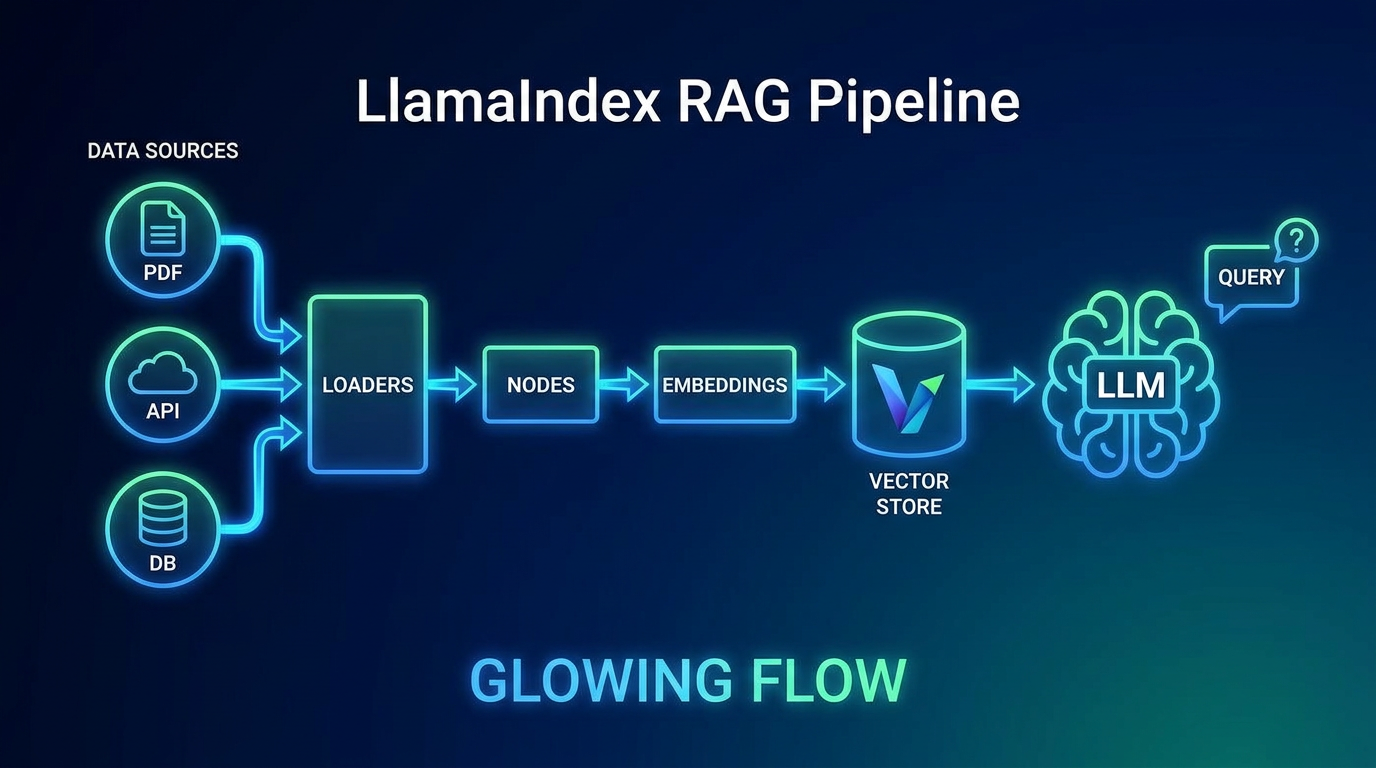 LlamaIndex RAG Pipeline
DATA SOURCES
PDF
API
DB
LOADERS
NODES
EMBEDDINGS
VECTOR
STORE
LLM
QUERY
?
GLOWING FLOW